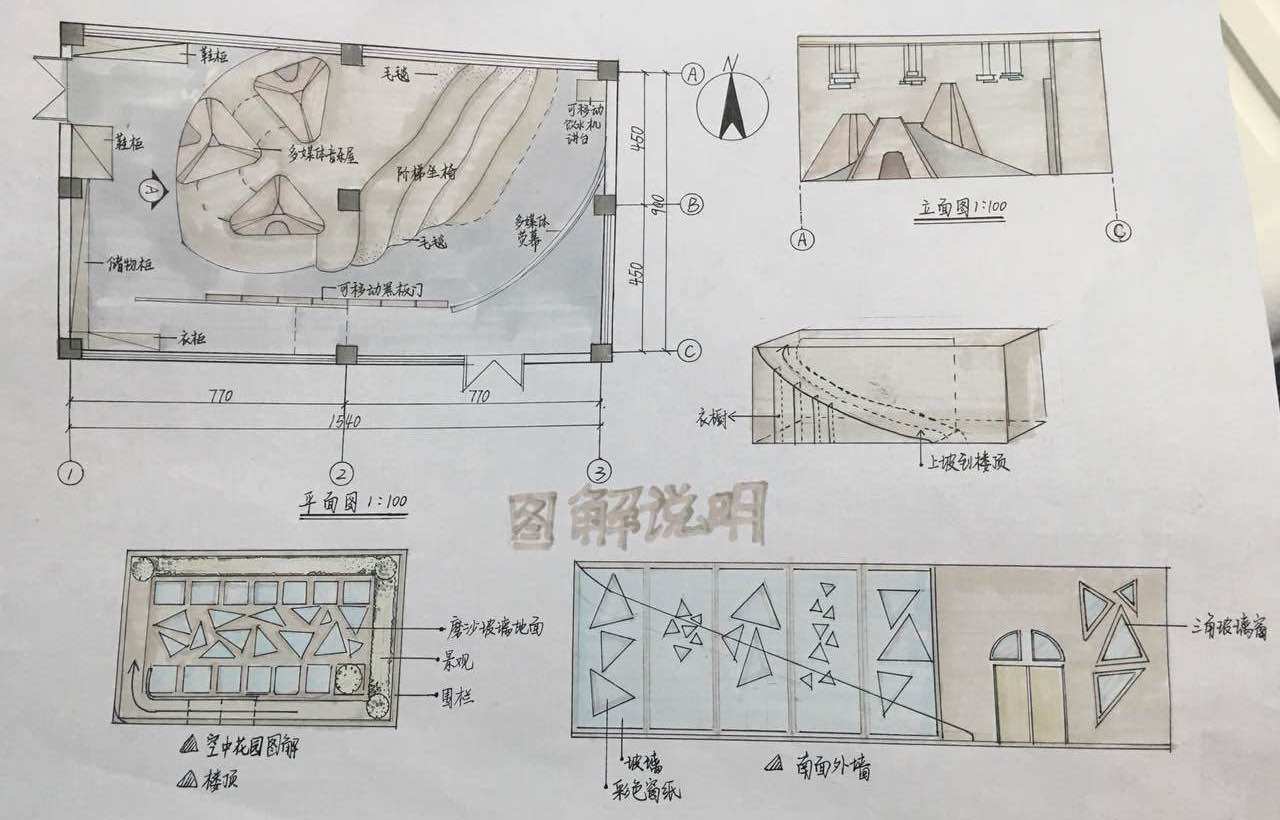 鞋柜
毛毯
N
A
可移动
饮水机
讲台
鞋柜
多媒体音乐屋
阶梯坐椅
450
900
450
A
B
多媒体
荧幕
毛毯
储物柜
可移动黑板门
衣柜
C
770
770
1540
1
2
3
平面图 1:100
立面图 1:100
A
C
衣橱
上坡到楼顶
图解说明
磨沙玻璃地面
景观
围栏
空中花园图解
楼顶
三角玻璃窗
玻墙
彩色窗纸
南面外墙